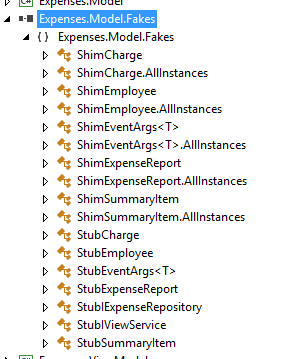 Expenses.Model
Expenses.Model.Fakes
{ } Expenses.Model.Fakes
ShimCharge
ShimCharge.AllInstances
ShimEmployee
ShimEmployee.AllInstances
ShimEventArgs<T>
ShimEventArgs<T>.AllInstances
ShimExpenseReport
ShimExpenseReport.AllInstances
ShimSummaryItem
ShimSummaryItem.AllInstances
StubCharge
StubEmployee
StubEventArgs<T>
StubExpenseReport
StubIExpenseRepository
StubIViewService
StubSummaryItem